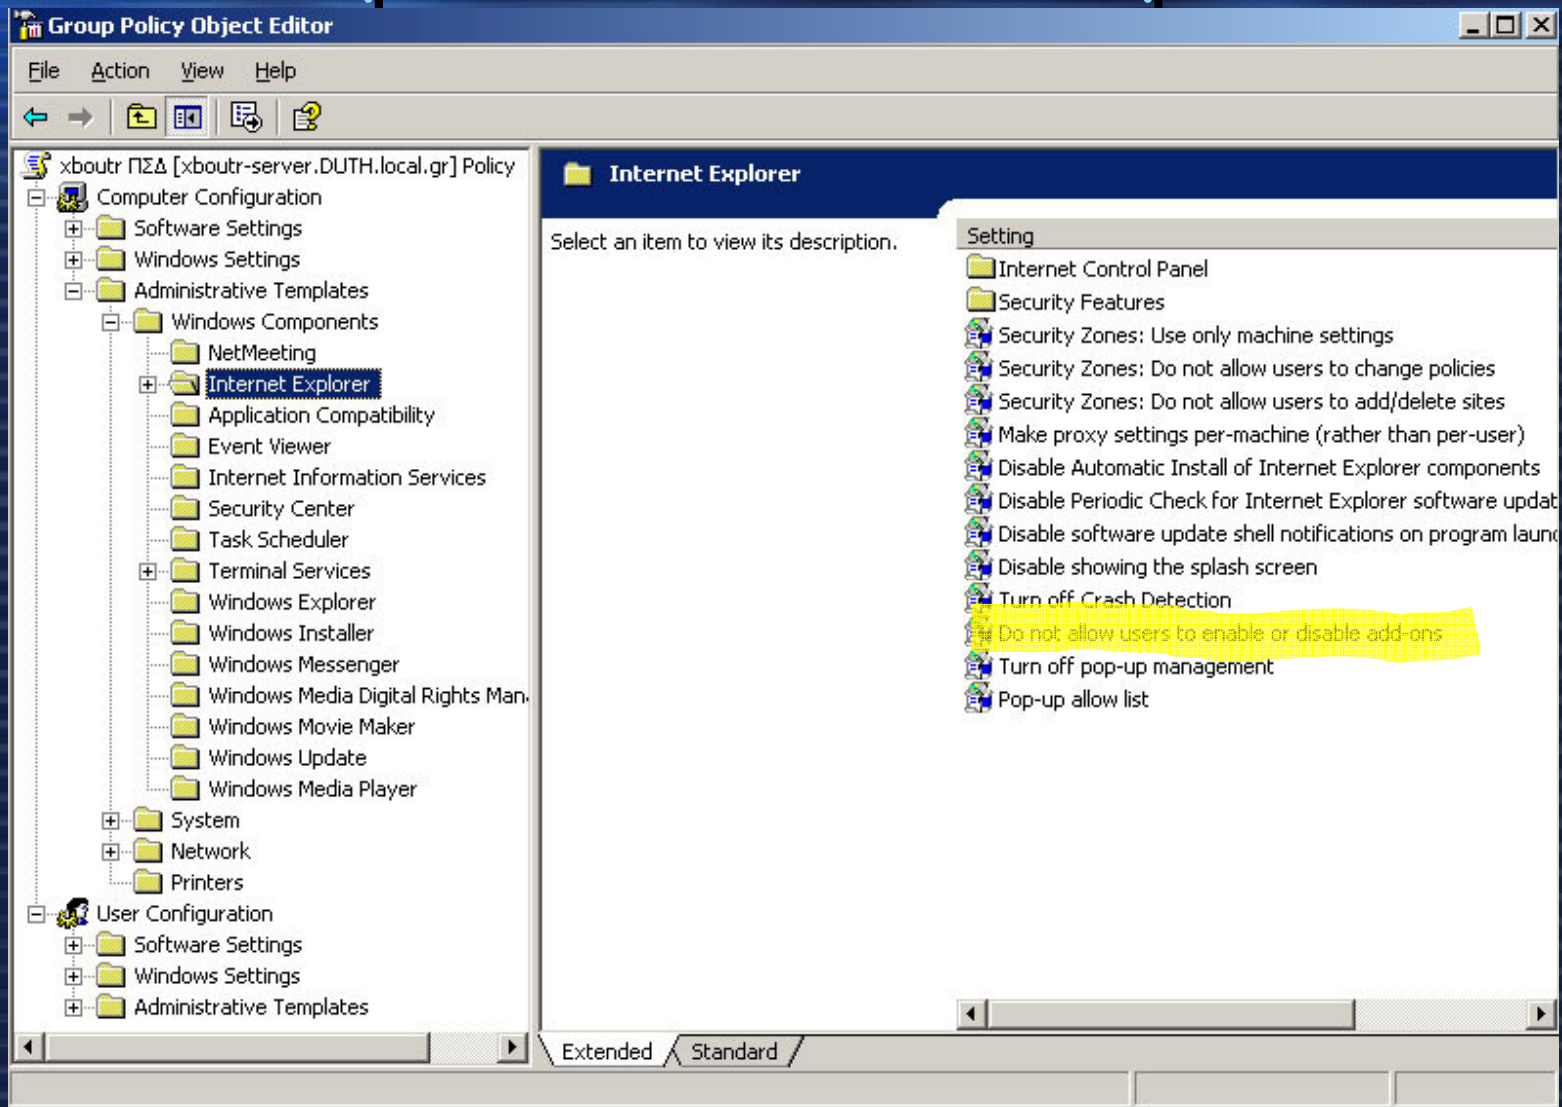 Group Policy Object Editor
File Action View Help
xboutr ΠΣΔ [xboutr-server.DUTH.local.gr] Policy
Computer Configuration
Software Settings
Windows Settings
Administrative Templates
Windows Components
NetMeeting
Internet Explorer
Application Compatibility
Event Viewer
Internet Information Services
Security Center
Task Scheduler
Terminal Services
Windows Explorer
Windows Installer
Windows Messenger
Windows Media Digital Rights Man
Windows Movie Maker
Windows Update
Windows Media Player
System
Network
Printers
User Configuration
Software Settings
Windows Settings
Administrative Templates
Internet Explorer
Select an item to view its description.
Setting
Internet Control Panel
Security Features
Security Zones: Use only machine settings
Security Zones: Do not allow users to change policies
Security Zones: Do not allow users to add/delete sites
Make proxy settings per-machine (rather than per-user)
Disable Automatic Install of Internet Explorer components
Disable Periodic Check for Internet Explorer software updat
Disable software update shell notifications on program laun
Disable showing the splash screen
Turn off Crash Detection
Do not allow users to enable or disable add-ons
Turn off pop-up management
Pop-up allow list
Extended Standard